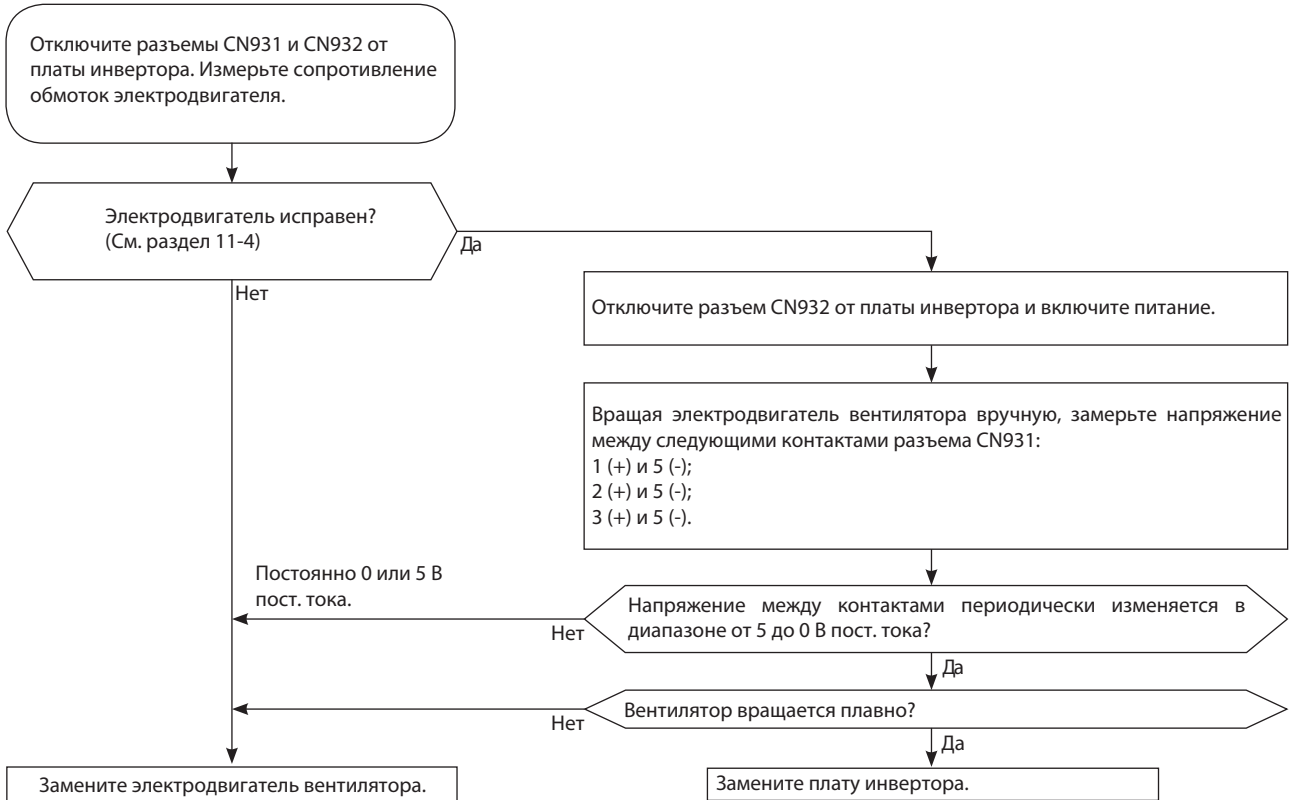 Отключите разъемы CN931 и CN932 от
платы инвертора. Измерьте сопротивление
обмоток электродвигателя.
Электродвигатель исправен?
(См. раздел 11-4)
Да
Нет
Отключите разъем CN932 от платы инвертора и включите питание.
Вращая электродвигатель вентилятора вручную, замерьте напряжение
между следующими контактами разъема CN931:
1 (+) и 5 (-);
2 (+) и 5 (-);
3 (+) и 5 (-).
Постоянно 0 или 5 В
пост. тока.
Напряжение между контактами периодически изменяется в
диапазоне от 5 до 0 В пост. тока?
Нет
Да
Вентилятор вращается плавно?
Нет
Да
Замените электродвигатель вентилятора.
Замените плату инвертора.